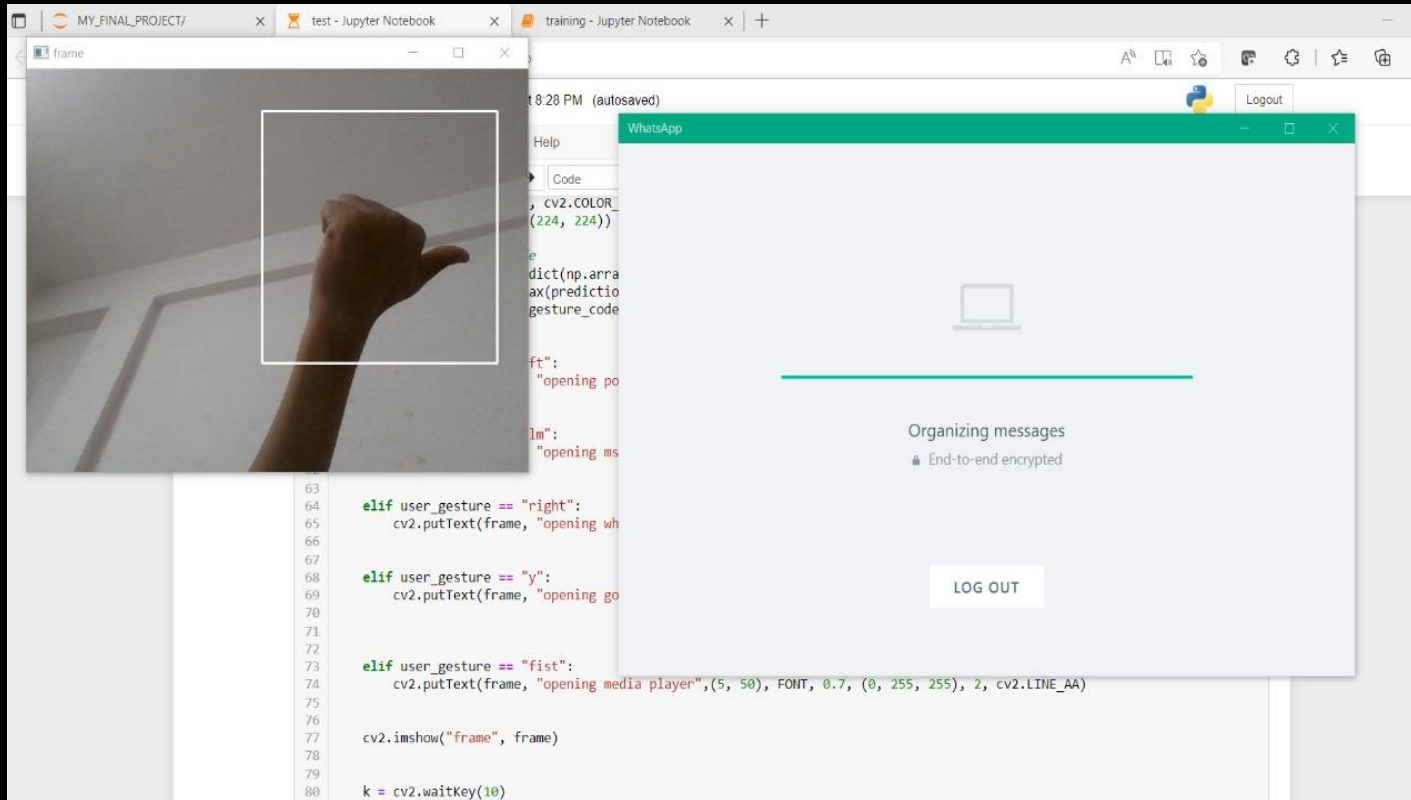 MY_FINAL_PROJECT/
test - Jupyter Notebook
training - Jupyter Notebook
frame
t 8:28 PM (autosaved)
Logout
WhatsApp
Help
Code
, cv2.COLOR_
(224, 224))
e
dict(np.arra
ax(predictio
gesture_code
ft":
"opening po
lm":
"opening ms
Organizing messages
End-to-end encrypted
LOG OUT
63
64 elif user_gesture == "right":
65 cv2.putText(frame, "opening wh
66
67
68 elif user_gesture == "y":
69 cv2.putText(frame, "opening go
70
71
72
73 elif user_gesture == "fist":
74 cv2.putText(frame, "opening media player",(5, 50), FONT, 0.7, (0, 255, 255), 2, cv2.LINE_AA)
75
76
77 cv2.imshow("frame", frame)
78
79
80 k = cv2.waitKey(10)